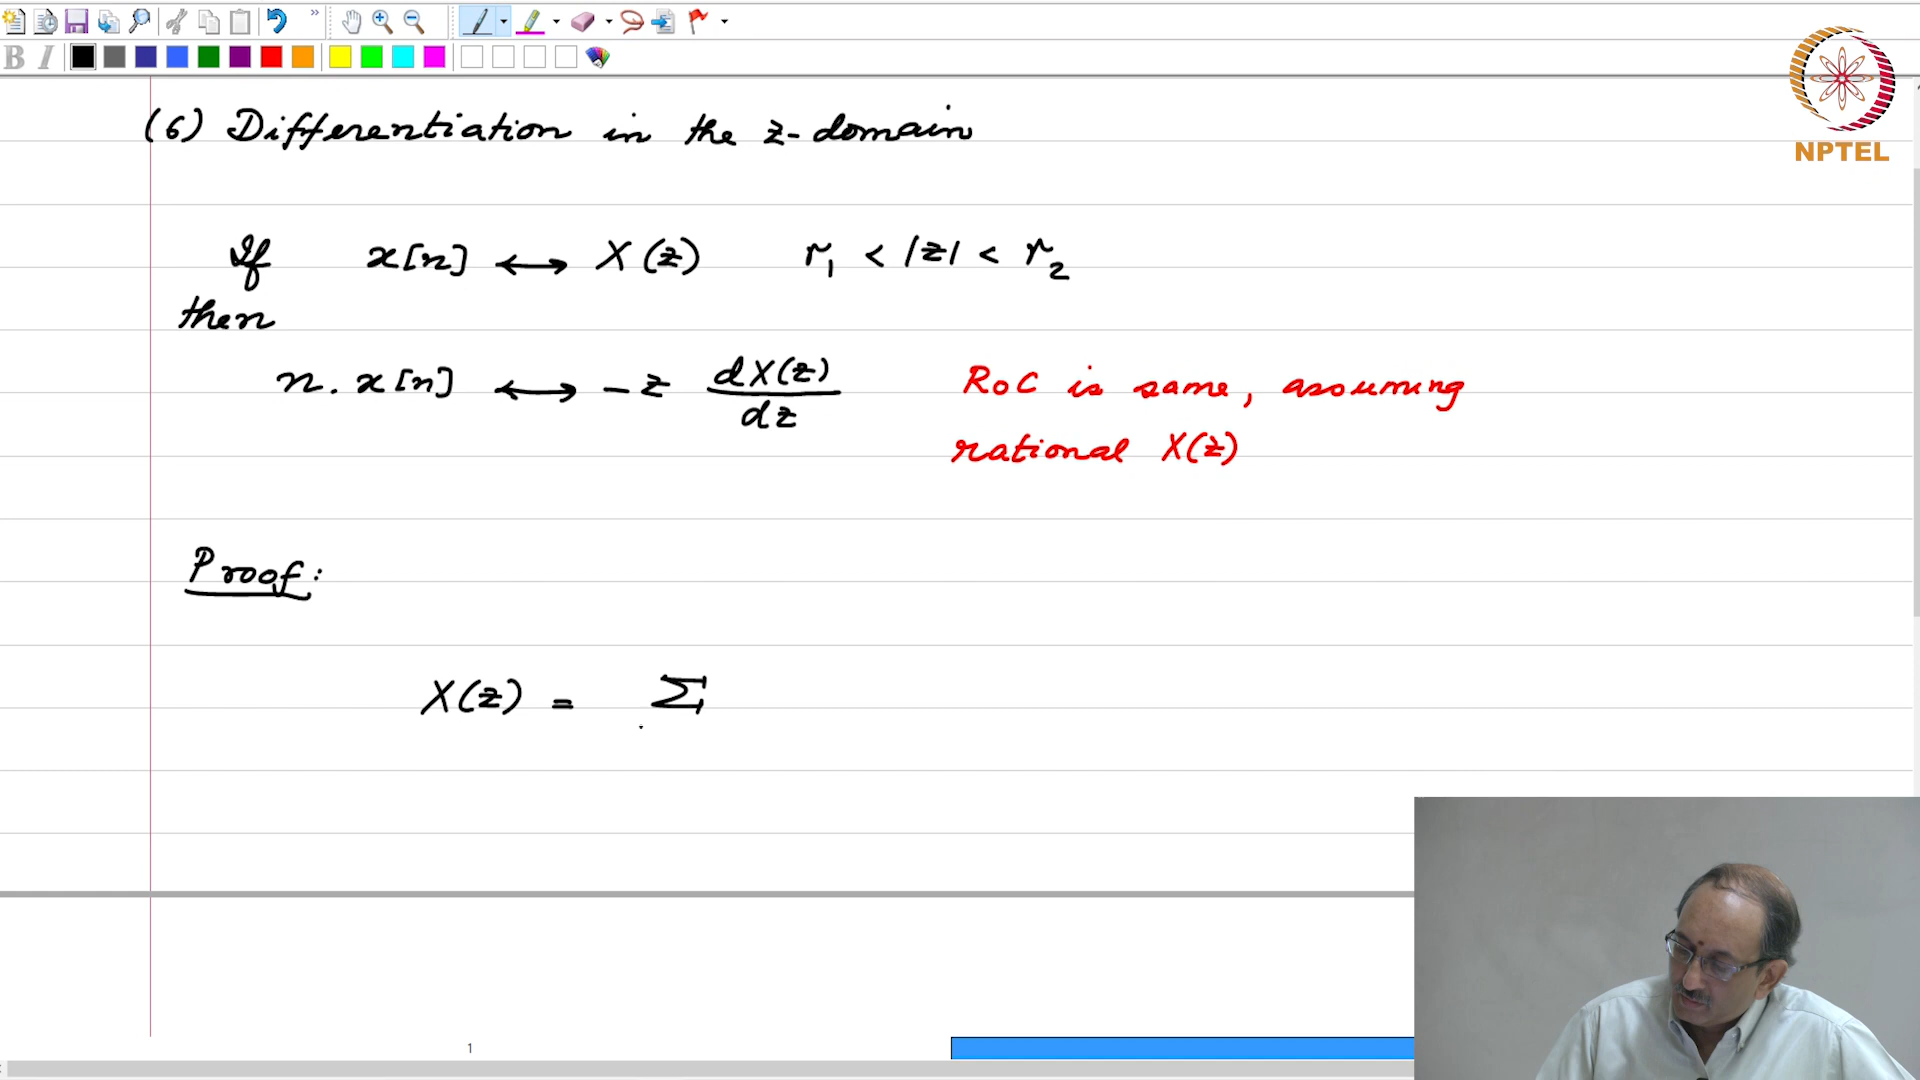 B I
NPTEL
(6) Differentiation in the z-domain
If x[n] ↔ X(z) r₁ < |z| < r₂
then
n. x[n] ↔ -z dX(z)/dz RoC is same, assuming
rational X(z)
Proof:
X(z) = Σ
1